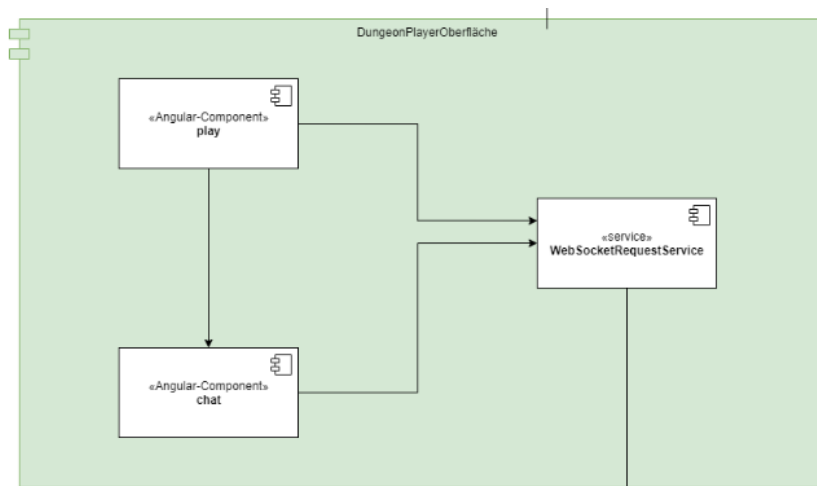 DungeonPlayerOberfläche
«Angular-Component»
play
«service»
WebSocketRequestService
«Angular-Component»
chat